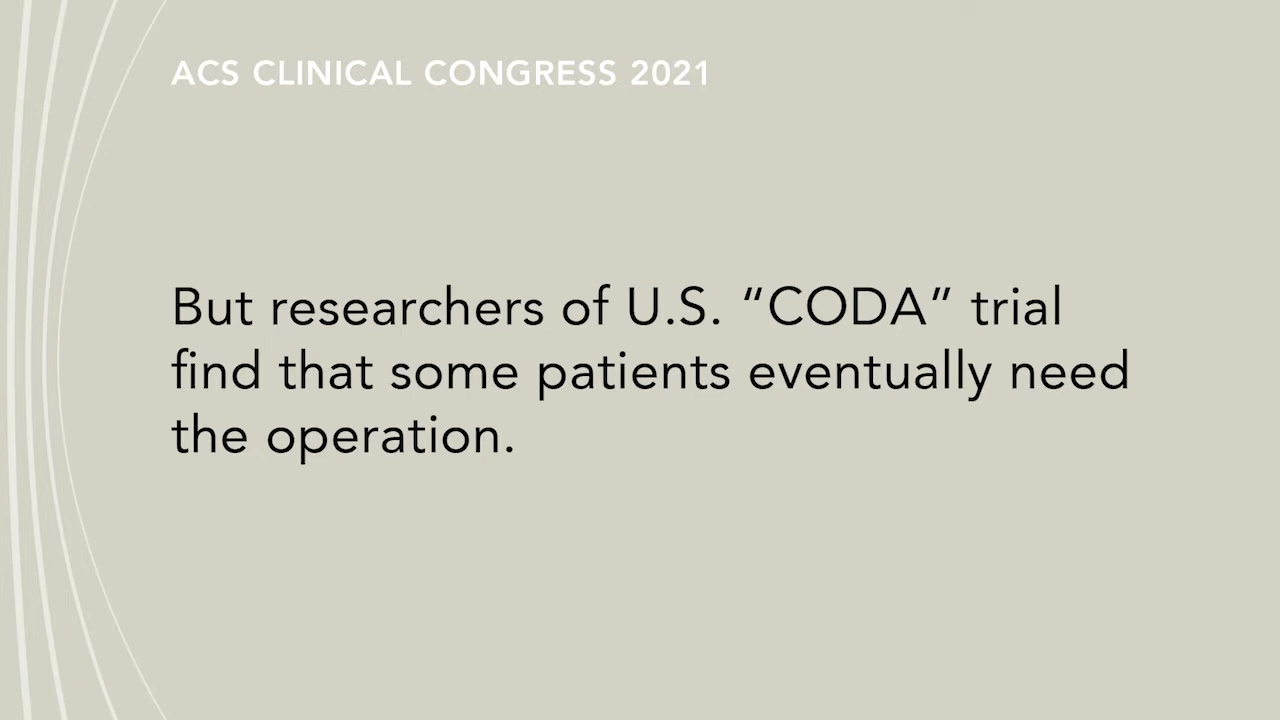 ACS CLINICAL CONGRESS 2021
But researchers of U.S. “CODA” trial
find that some patients eventually need
the operation.